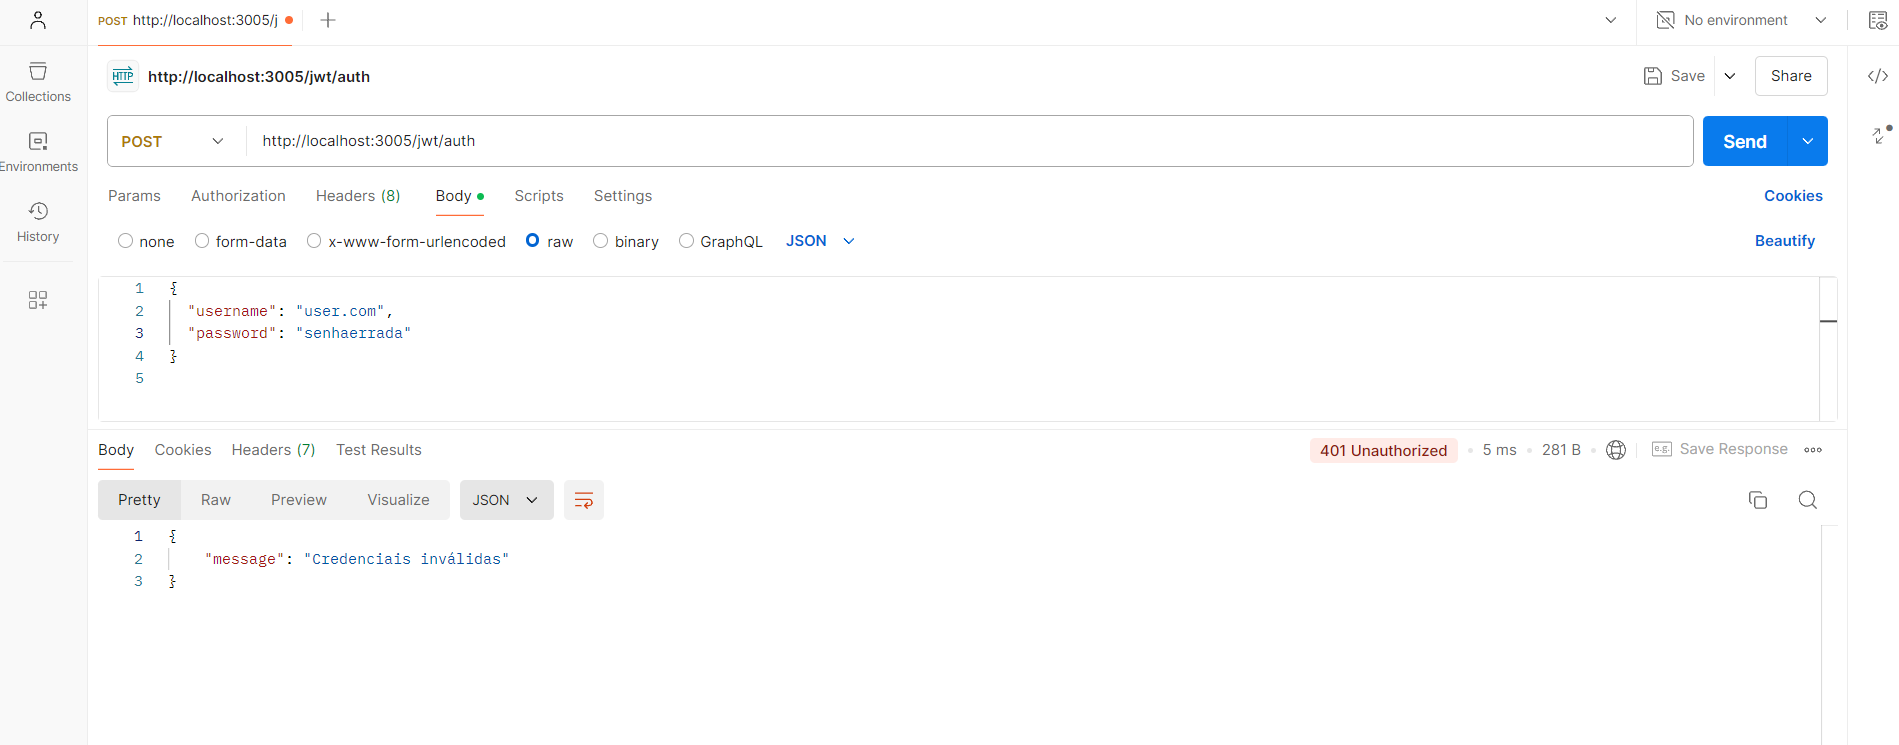 POST http://localhost:3005/j
No environment
Collections
Environments
History
HTTP http://localhost:3005/jwt/auth
Save
Share
POST http://localhost:3005/jwt/auth
Send
Params Authorization Headers (8) Body Scripts Settings
Cookies
none form-data x-www-form-urlencoded raw binary GraphQL JSON
Beautify
1 {
2 "username": "user.com",
3 "password": "senhaerrada"
4 }
5
Body Cookies Headers (7) Test Results
401 Unauthorized 5 ms 281 B e.g. Save Response
Pretty Raw Preview Visualize JSON
1 {
2 "message": "Credenciais inválidas"
3 }